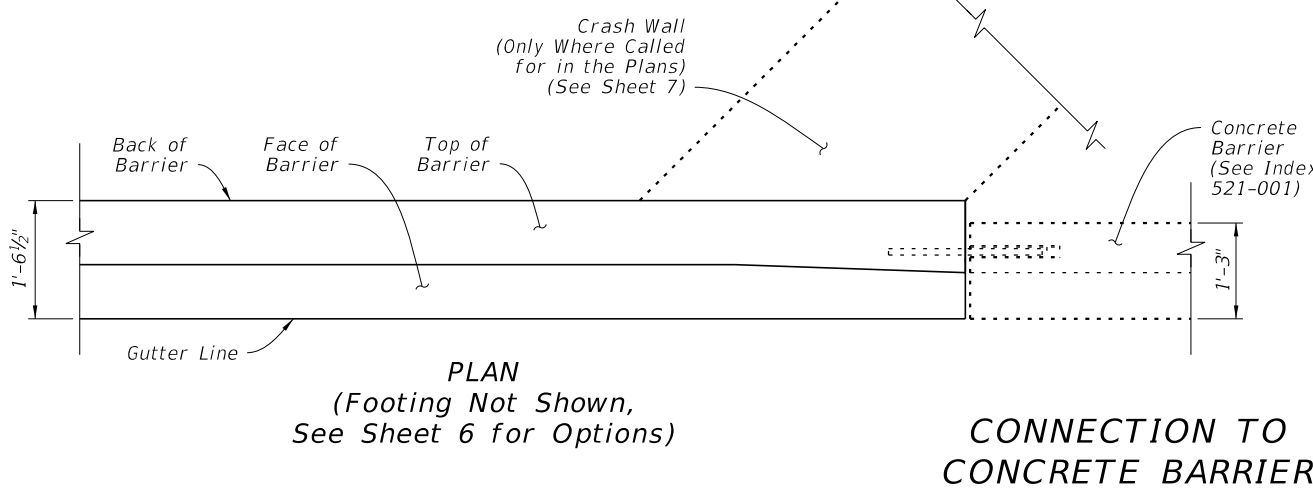 Crash Wall
(Only Where Called
for in the Plans)
(See Sheet 7)
Back of
Barrier
Face of
Barrier
Top of
Barrier
Concrete
Barrier
(See Index
521-001)
1'-6½"
1'-3"
Gutter Line
PLAN
(Footing Not Shown,
See Sheet 6 for Options)
CONNECTION TO
CONCRETE BARRIER